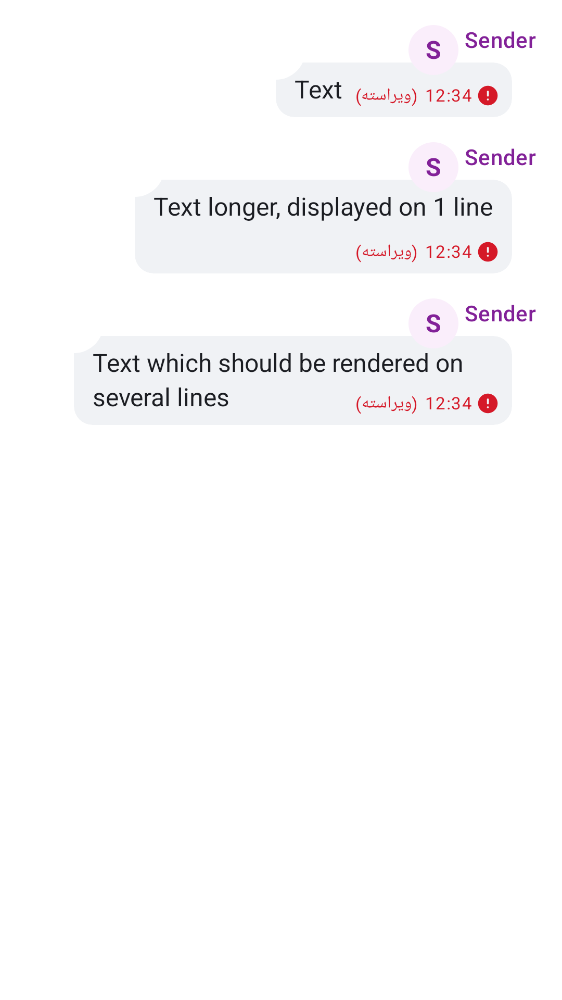 S Sender
Text 12:34 (ویراسته)
S Sender
Text longer, displayed on 1 line
12:34 (ویراسته)
S Sender
Text which should be rendered on
several lines 12:34 (ویراسته)